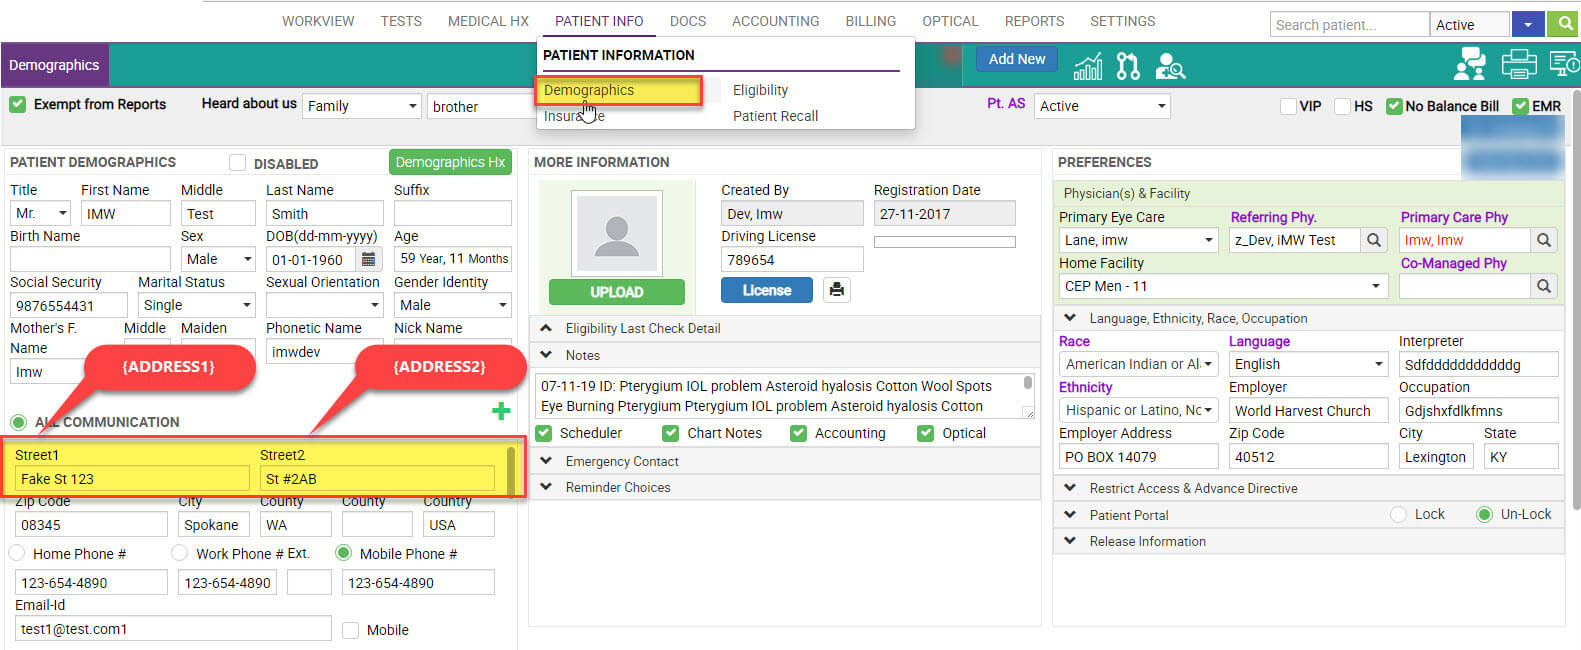 WORKVIEW TESTS MEDICAL HX PATIENT INFO DOCS ACCOUNTING BILLING OPTICAL REPORTS SETTINGS Search patient... Active
PATIENT INFORMATION
Demographics Add New
Demographics Eligibility
Patient Recall
Exempt from Reports Heard about us Family brother Pt. AS Active VIP HS No Balance Bill EMR
PATIENT DEMOGRAPHICS DISABLED Demographics Hx
Title First Name Middle Last Name Suffix
Mr. IMW Test Smith
Birth Name Sex DOB(dd-mm-yyyy) Age
Male 01-01-1960 59 Year, 11 Months
Social Security Marital Status Sexual Orientation Gender Identity
9876554431 Single Male
Mother's F. Name Middle Maiden Phonetic Name Nick Name
Imw imwdev
{ADDRESS1} {ADDRESS2}
ALL COMMUNICATION
Street1 Street2
Fake St 123 St #2AB
Zip Code City County County Country
08345 Spokane WA USA
Home Phone # Work Phone # Ext. Mobile Phone #
123-654-4890 123-654-4890 123-654-4890
Email-Id
test1@test.com1 Mobile
MORE INFORMATION
Created By Registration Date
Dev, Imw 27-11-2017
Driving License
789654
UPLOAD License
Eligibility Last Check Detail
Notes
07-11-19 ID: Pterygium IOL problem Asteroid hyalosis Cotton Wool Spots
Eye Burning Pterygium Pterygium IOL problem Asteroid hyalosis Cotton
Scheduler Chart Notes Accounting Optical
Emergency Contact
Reminder Choices
PREFERENCES
Physician(s) & Facility
Primary Eye Care Referring Phy. Primary Care Phy
Lane, imw z_Dev, iMW Test Imw, Imw
Home Facility Co-Managed Phy
CEP Men - 11
Language, Ethnicity, Race, Occupation
Race Language Interpreter
American Indian or Al English Sdfdddddddddddg
Ethnicity Employer Occupation
Hispanic or Latino, Nc World Harvest Church Gdjshxfdlkfmns
Employer Address Zip Code City State
PO BOX 14079 40512 Lexington KY
Restrict Access & Advance Directive
Patient Portal Lock Un-Lock
Release Information